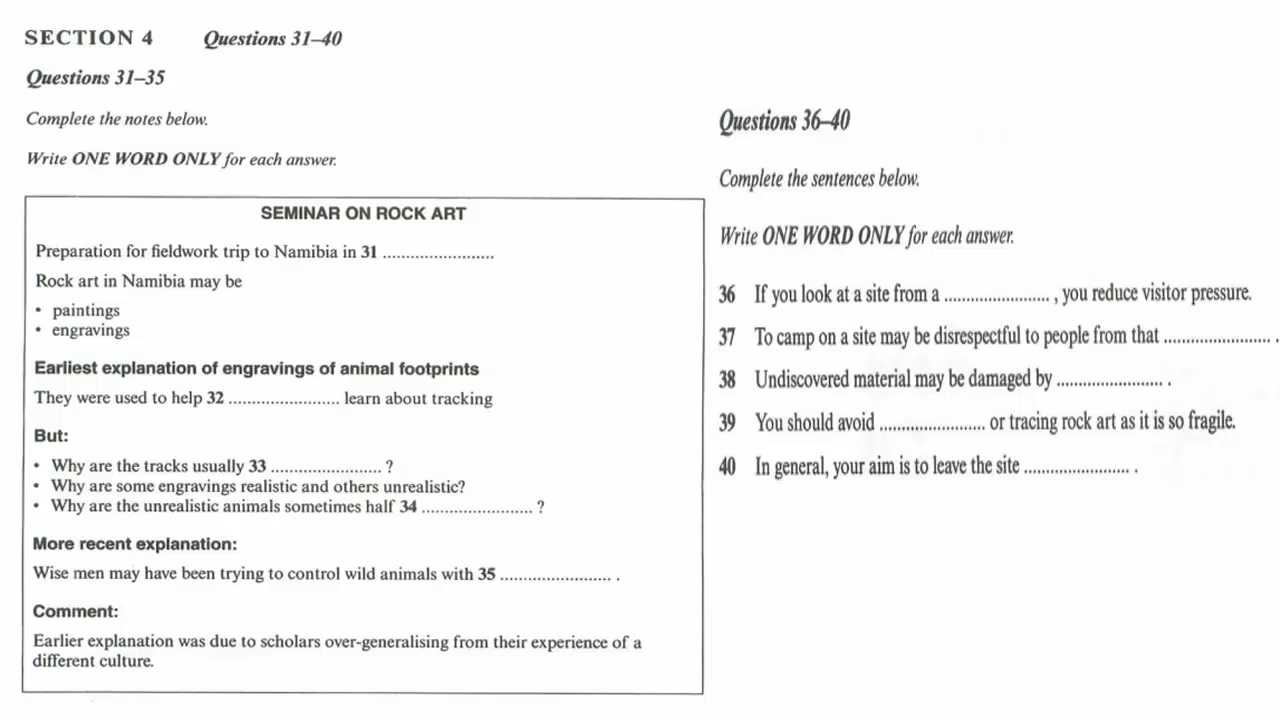 SECTION 4 Questions 31–40
Questions 31–35
Complete the notes below.
Write ONE WORD ONLY for each answer.
SEMINAR ON ROCK ART
Preparation for fieldwork trip to Namibia in 31 ........................
Rock art in Namibia may be
• paintings
• engravings
Earliest explanation of engravings of animal footprints
They were used to help 32 ........................ learn about tracking
But:
• Why are the tracks usually 33 ........................ ?
• Why are some engravings realistic and others unrealistic?
• Why are the unrealistic animals sometimes half 34 ........................ ?
More recent explanation:
Wise men may have been trying to control wild animals with 35 ........................ .
Comment:
Earlier explanation was due to scholars over-generalising from their experience of a
different culture.
Questions 36–40
Complete the sentences below.
Write ONE WORD ONLY for each answer.
36 If you look at a site from a ........................ , you reduce visitor pressure.
37 To camp on a site may be disrespectful to people from that ........................ .
38 Undiscovered material may be damaged by ........................ .
39 You should avoid ........................ or tracing rock art as it is so fragile.
40 In general, your aim is to leave the site ........................ .